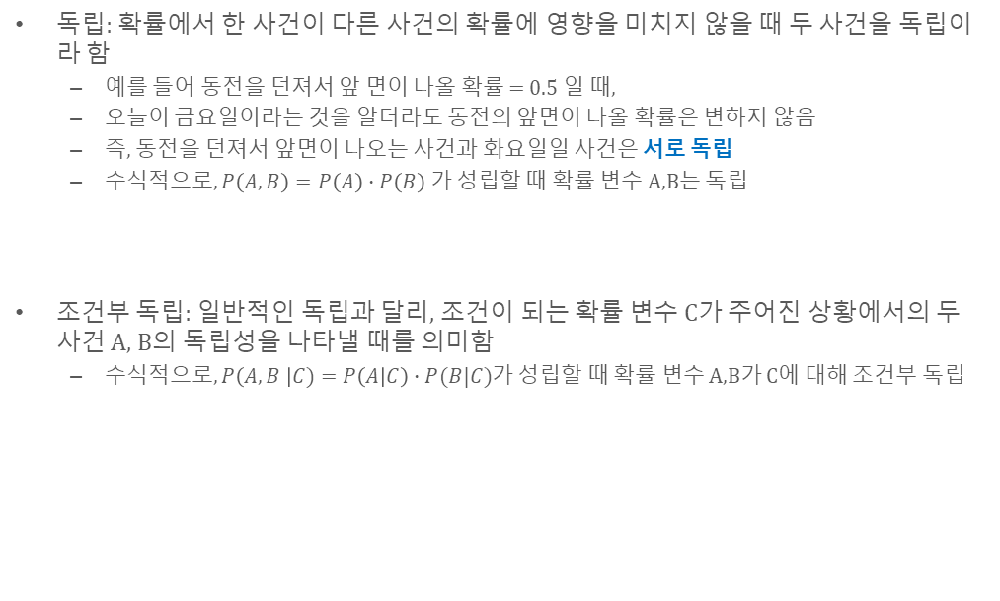 • 독립: 확률에서 한 사건이 다른 사건의 확률에 영향을 미치지 않을 때 두 사건을 독립이
라 함
– 예를 들어 동전을 던져서 앞 면이 나올 확률 = 0.5 일 때,
– 오늘이 금요일이라는 것을 알더라도 동전의 앞면이 나올 확률은 변하지 않음
– 즉, 동전을 던져서 앞면이 나오는 사건과 화요일일 사건은 서로 독립
– 수식적으로, P(A, B) = P(A) · P(B) 가 성립할 때 확률 변수 A,B는 독립
• 조건부 독립: 일반적인 독립과 달리, 조건이 되는 확률 변수 C가 주어진 상황에서의 두
사건 A, B의 독립성을 나타낼 때를 의미함
– 수식적으로, P(A, B |C) = P(A|C) · P(B|C)가 성립할 때 확률 변수 A,B가 C에 대해 조건부 독립